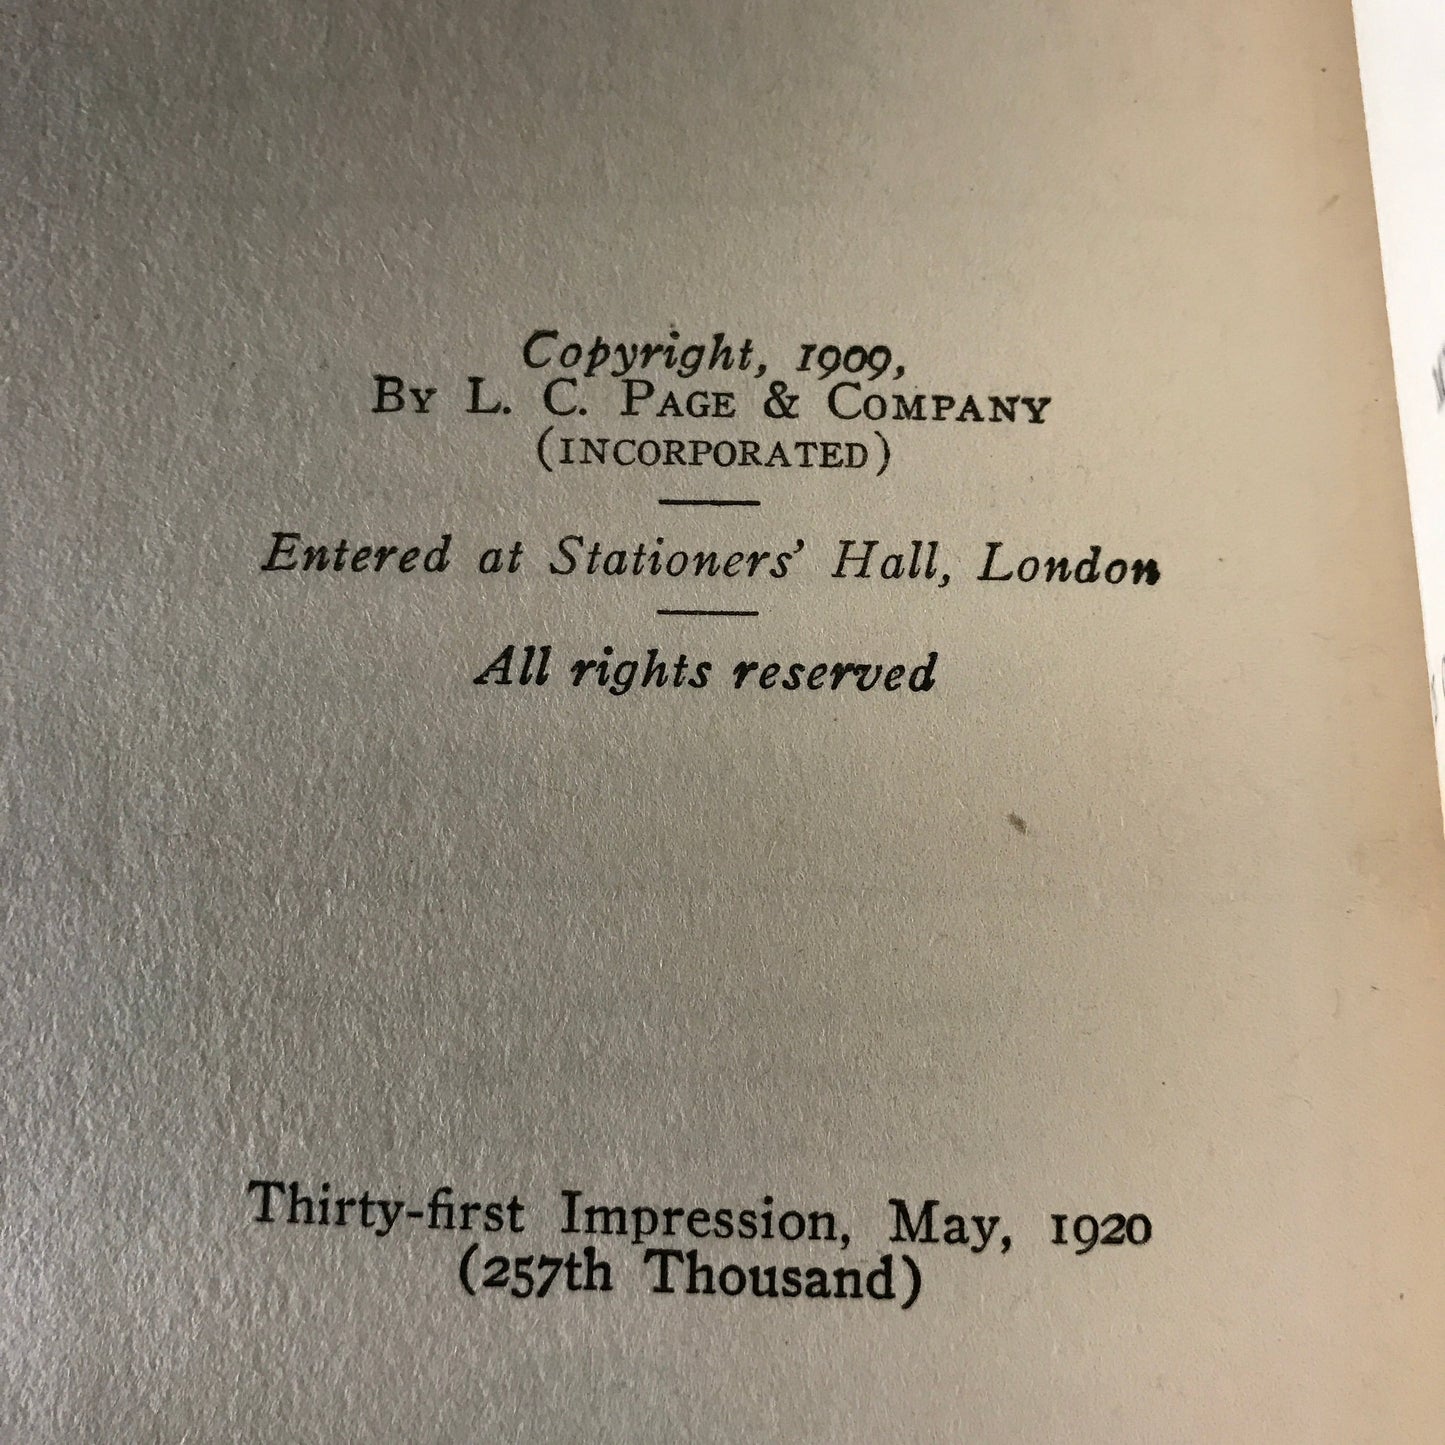 Copyright, 1909,
BY L. C. PAGE & COMPANY
(INCORPORATED)
Entered at Stationers' Hall, London
All rights reserved
Thirty-first Impression, May, 1920
(257th Thousand)